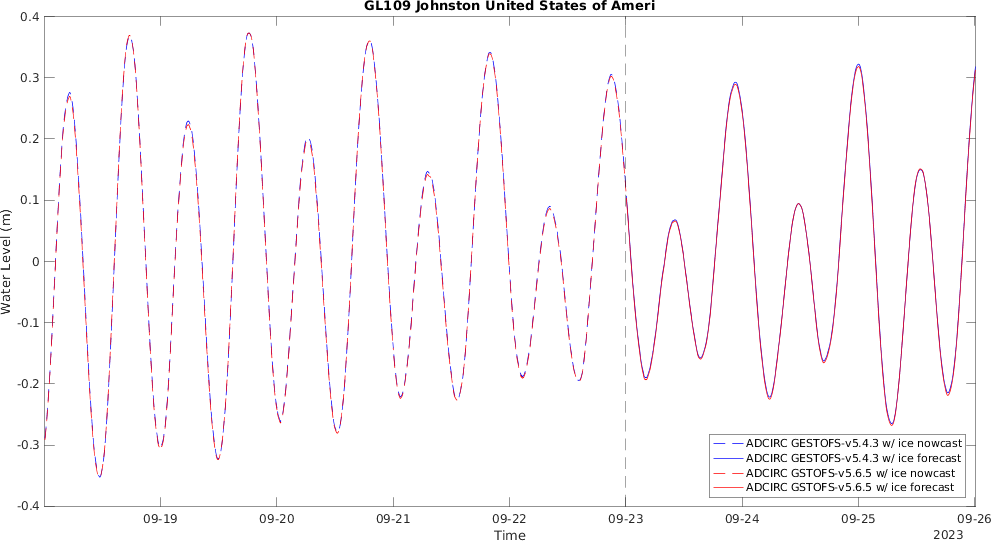 GL109 Johnston United States of Ameri
0.4
0.3
0.2
0.1
0
-0.1
-0.2
-0.3
-0.4
Water Level (m)
09-19
09-20
09-21
09-22
09-23
09-24
09-25
09-26
Time
2023
ADCIRC GESTOFS-v5.4.3 w/ ice nowcast
ADCIRC GESTOFS-v5.4.3 w/ ice forecast
ADCIRC GSTOFS-v5.6.5 w/ ice nowcast
ADCIRC GSTOFS-v5.6.5 w/ ice forecast